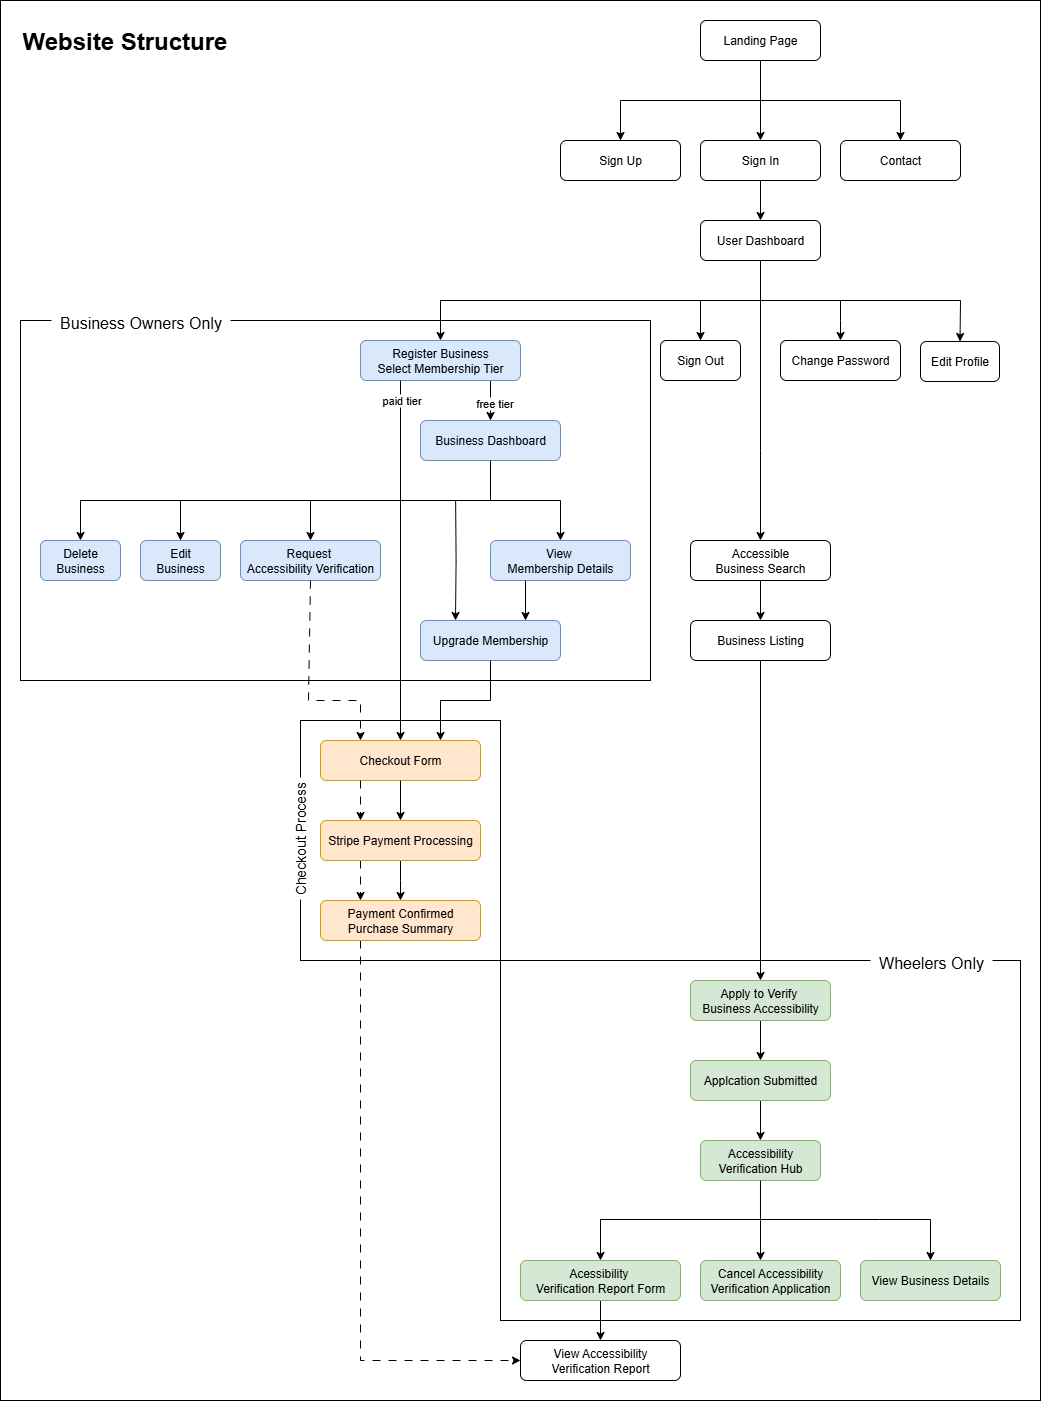 Website Structure
Landing Page
Sign Up
Sign In
Contact
User Dashboard
Business Owners Only
Register Business
Select Membership Tier
Sign Out
Change Password
Edit Profile
paid tier
free tier
Business Dashboard
Delete
Business
Edit
Business
Request
Accessibility Verification
View
Membership Details
Accessible
Business Search
Upgrade Membership
Business Listing
Checkout Process
Checkout Form
Stripe Payment Processing
Payment Confirmed
Purchase Summary
Wheelers Only
Apply to Verify
Business Accessibility
Applcation Submitted
Accessibility
Verification Hub
Acessibility
Verification Report Form
Cancel Accessibility
Verification Application
View Business Details
View Accessibility
Verification Report